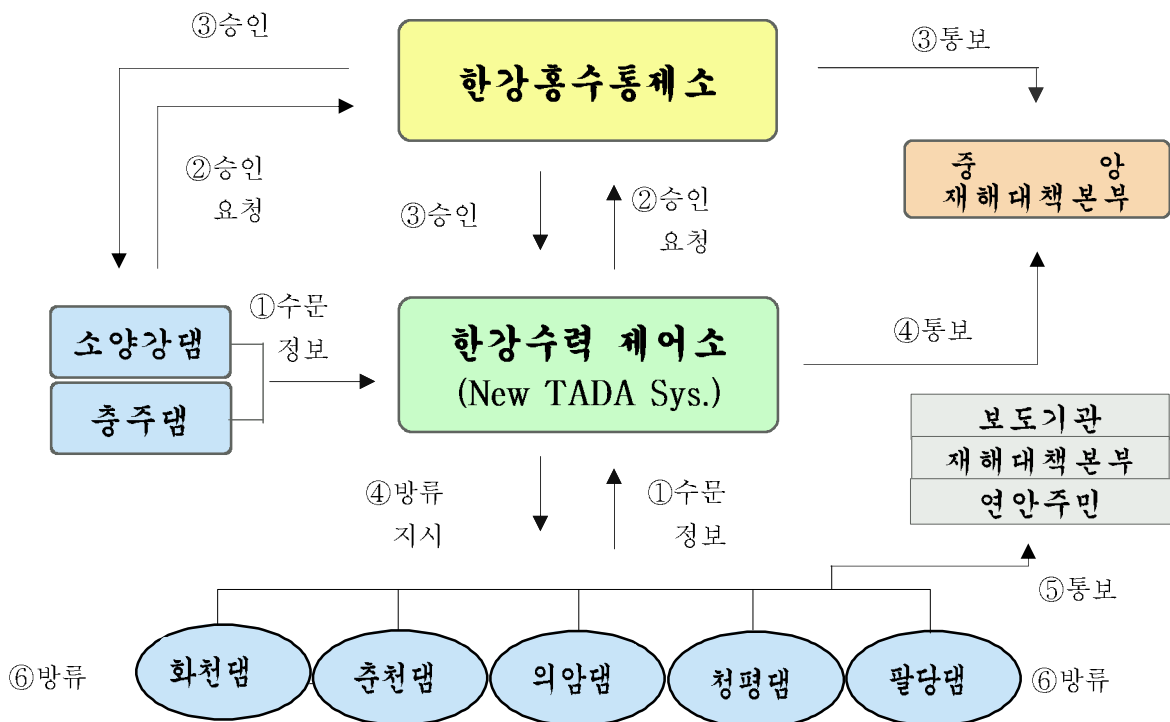 ③승인
③통보
한강홍수통제소
중 앙
재해대책본부
②승인
요청
③승인
②승인
요청
①수문
정보
소양강댐
충주댐
한강수력 제어소
(New TADA Sys.)
④통보
보도기관
재해대책본부
연안주민
④방류
지시
①수문
정보
⑤통보
⑥방류
화천댐
춘천댐
의암댐
청평댐
팔당댐
⑥방류